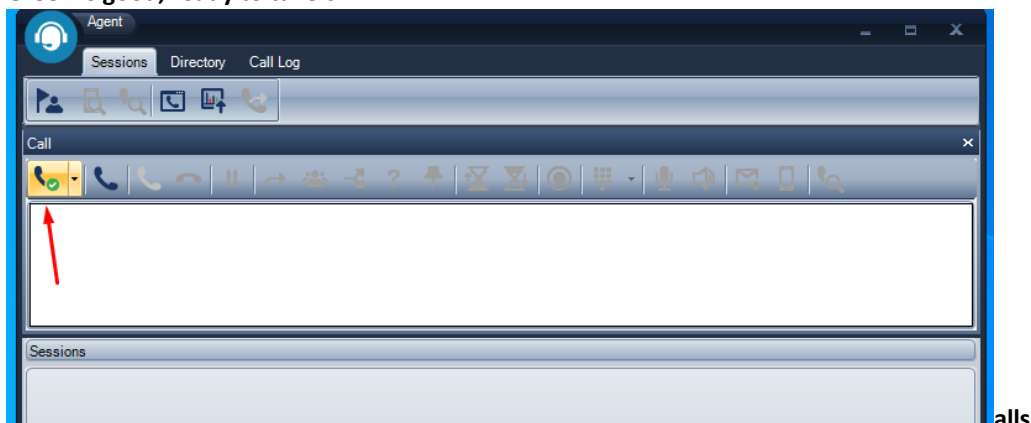 Agent
Sessions Directory Call Log
Call
Sessions
alls